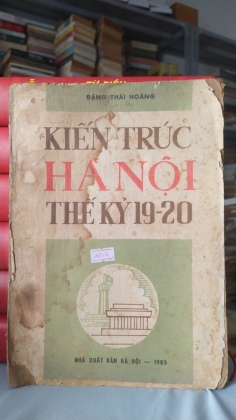 ĐẶNG THÁI HOÀNG
KIẾN TRÚC
HÀ NỘI
THẾ KỶ 19-20
NHÀ XUẤT BẢN HÀ NỘI — 1985